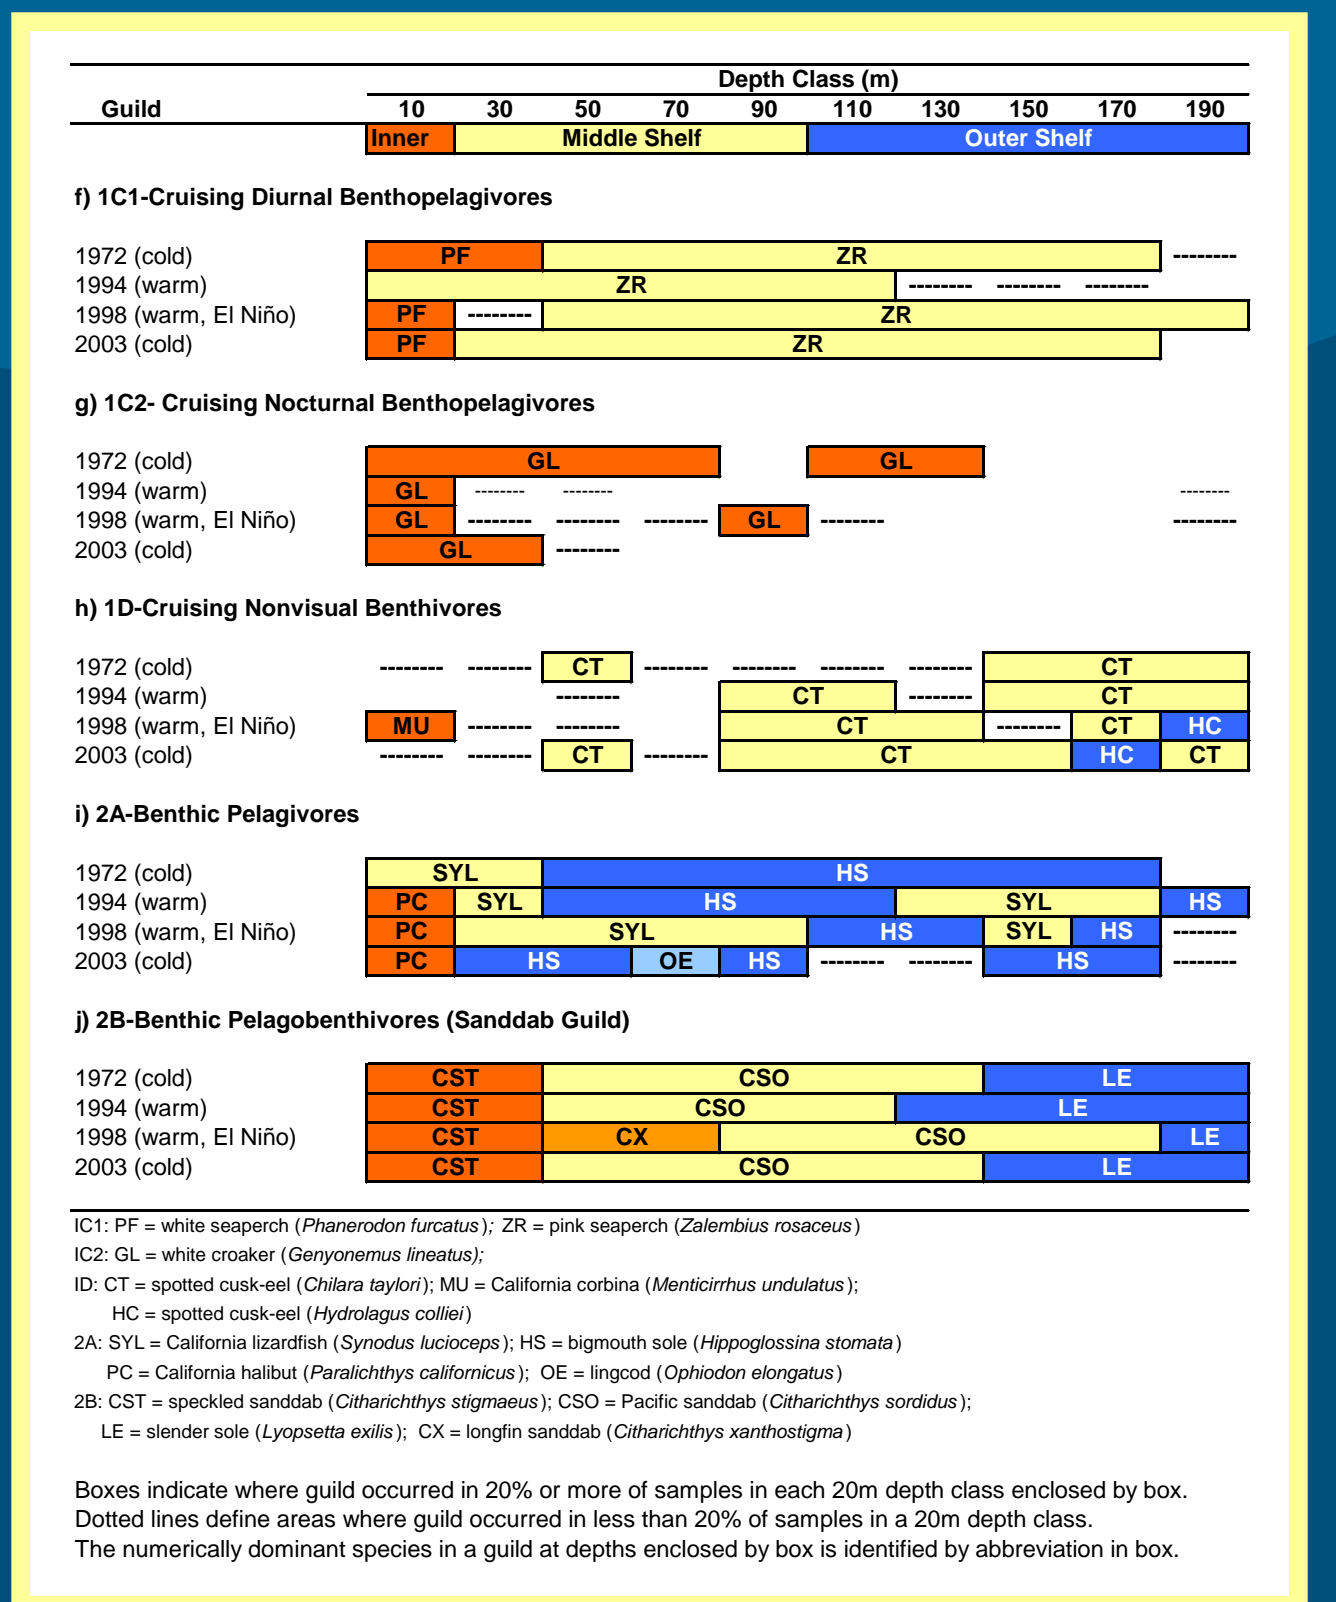 Depth Class (m)
Guild 10 30 50 70 90 110 130 150 170 190
Inner Middle Shelf Outer Shelf
f) 1C1-Cruising Diurnal Benthopelagivores
1972 (cold) PF ZR --------
1994 (warm) ZR -------- -------- --------
1998 (warm, El Niño) PF -------- ZR
2003 (cold) PF ZR
g) 1C2- Cruising Nocturnal Benthopelagivores
1972 (cold) GL GL
1994 (warm) GL -------- -------- --------
1998 (warm, El Niño) GL -------- -------- -------- GL -------- --------
2003 (cold) GL --------
h) 1D-Cruising Nonvisual Benthivores
1972 (cold) -------- -------- CT -------- -------- -------- -------- CT
1994 (warm) -------- CT -------- CT
1998 (warm, El Niño) MU -------- -------- CT -------- CT HC
2003 (cold) -------- -------- CT -------- CT HC CT
i) 2A-Benthic Pelagivores
1972 (cold) SYL HS
1994 (warm) PC SYL HS SYL HS
1998 (warm, El Niño) PC SYL HS SYL HS --------
2003 (cold) PC HS OE HS -------- -------- HS --------
j) 2B-Benthic Pelagobenthivores (Sanddab Guild)
1972 (cold) CST CSO LE
1994 (warm) CST CSO LE
1998 (warm, El Niño) CST CX CSO LE
2003 (cold) CST CSO LE
IC1: PF = white seaperch (Phanerodon furcatus); ZR = pink seaperch (Zalembius rosaceus)
IC2: GL = white croaker (Genyonemus lineatus);
ID: CT = spotted cusk-eel (Chilara taylori); MU = California corbina (Menticirrhus undulatus);
HC = spotted cusk-eel (Hydrolagus colliei)
2A: SYL = California lizardfish (Synodus lucioceps); HS = bigmouth sole (Hippoglossina stomata)
PC = California halibut (Paralichthys californicus); OE = lingcod (Ophiodon elongatus)
2B: CST = speckled sanddab (Citharichthys stigmaeus); CSO = Pacific sanddab (Citharichthys sordidus);
LE = slender sole (Lyopsetta exilis); CX = longfin sanddab (Citharichthys xanthostigma)
Boxes indicate where guild occurred in 20% or more of samples in each 20m depth class enclosed by box.
Dotted lines define areas where guild occurred in less than 20% of samples in a 20m depth class.
The numerically dominant species in a guild at depths enclosed by box is identified by abbreviation in box.